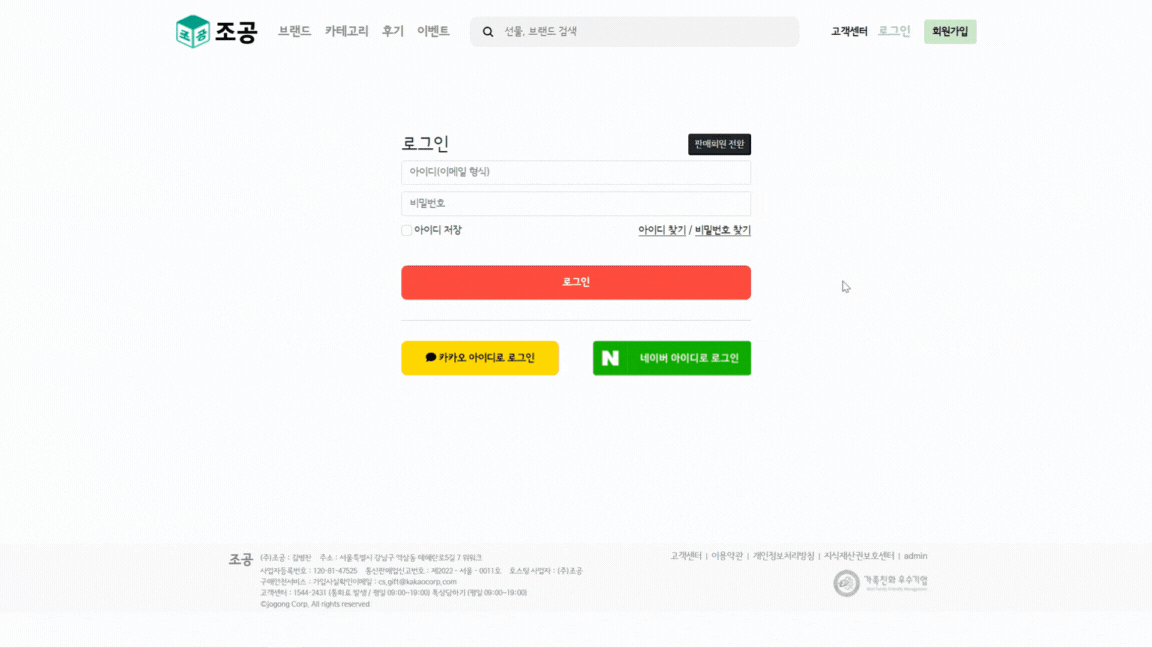 조공 조공 브랜드 카테고리 후기 이벤트 선물, 브랜드 검색 고객센터 로그인 회원가입
로그인 판매회원 전환
아이디(이메일 형식)
비밀번호
아이디 저장 아이디 찾기 / 비밀번호 찾기
로그인
카카오 아이디로 로그인 N 네이버 아이디로 로그인
조공 (주)조공 : 김병찬 주소 : 서울특별시 강남구 역삼동 테헤란로5길 7 위워크
사업자등록번호 : 120-81-47525 통신판매업신고번호 : 제2022 - 서울 - 0011호 호스팅 사업자 : (주)조공
구매안전서비스 : 가입사실확인이메일 : cs.gift@kakaocorp.com
고객센터 : 1544-2431 (통화료 발생 / 평일 09:00~19:00) 톡상담하기 (평일 09:00~19:00)
©jogong Corp. All rights reserved
고객센터 | 이용약관 | 개인정보처리방침 | 지식재산권보호센터 | admin
가족친화 우수기업